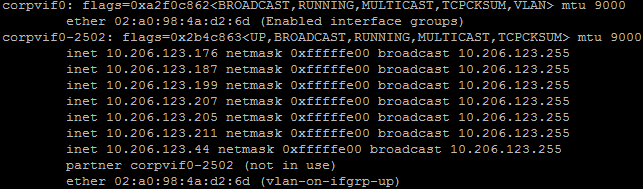 corpvif0: flags=0xa2f0c862<BROADCAST,RUNNING,MULTICAST,TCPCKSUM,VLAN> mtu 9000
ether 02:a0:98:4a:d2:6d (Enabled interface groups)
corpvif0-2502: flags=0x2b4c863<UP,BROADCAST,RUNNING,MULTICAST,TCPCKSUM> mtu 9000
inet 10.206.123.176 netmask 0xfffffe00 broadcast 10.206.123.255
inet 10.206.123.187 netmask 0xfffffe00 broadcast 10.206.123.255
inet 10.206.123.199 netmask 0xfffffe00 broadcast 10.206.123.255
inet 10.206.123.207 netmask 0xfffffe00 broadcast 10.206.123.255
inet 10.206.123.205 netmask 0xfffffe00 broadcast 10.206.123.255
inet 10.206.123.211 netmask 0xfffffe00 broadcast 10.206.123.255
inet 10.206.123.44 netmask 0xfffffe00 broadcast 10.206.123.255
partner corpvif0-2502 (not in use)
ether 02:a0:98:4a:d2:6d (vlan-on-ifgrp-up)